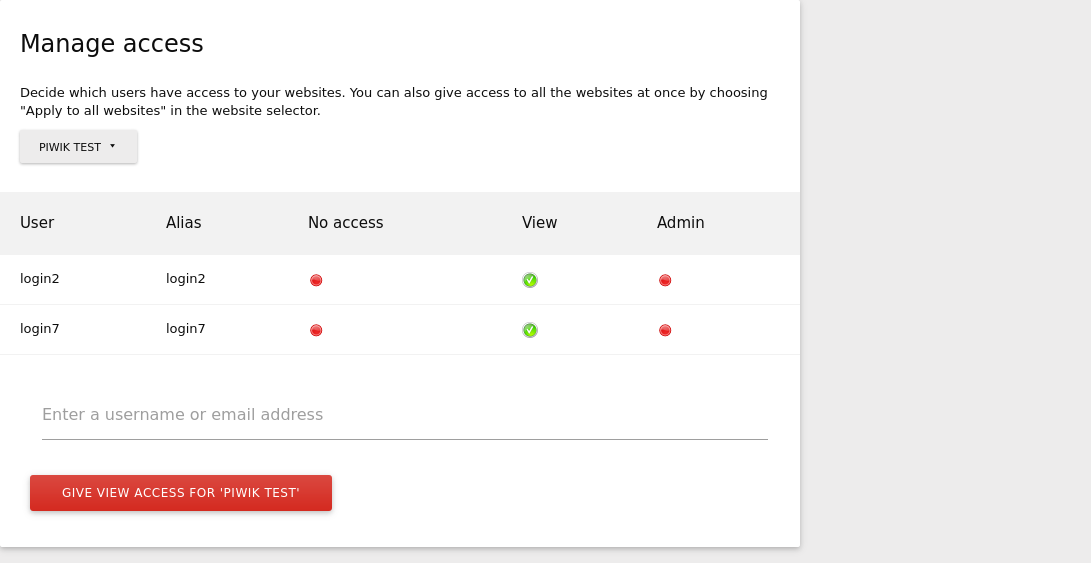 Manage access
Decide which users have access to your websites. You can also give access to all the websites at once by choosing
"Apply to all websites" in the website selector.
PIWIK TEST
User Alias No access View Admin
login2 login2
login7 login7
Enter a username or email address
GIVE VIEW ACCESS FOR 'PIWIK TEST'